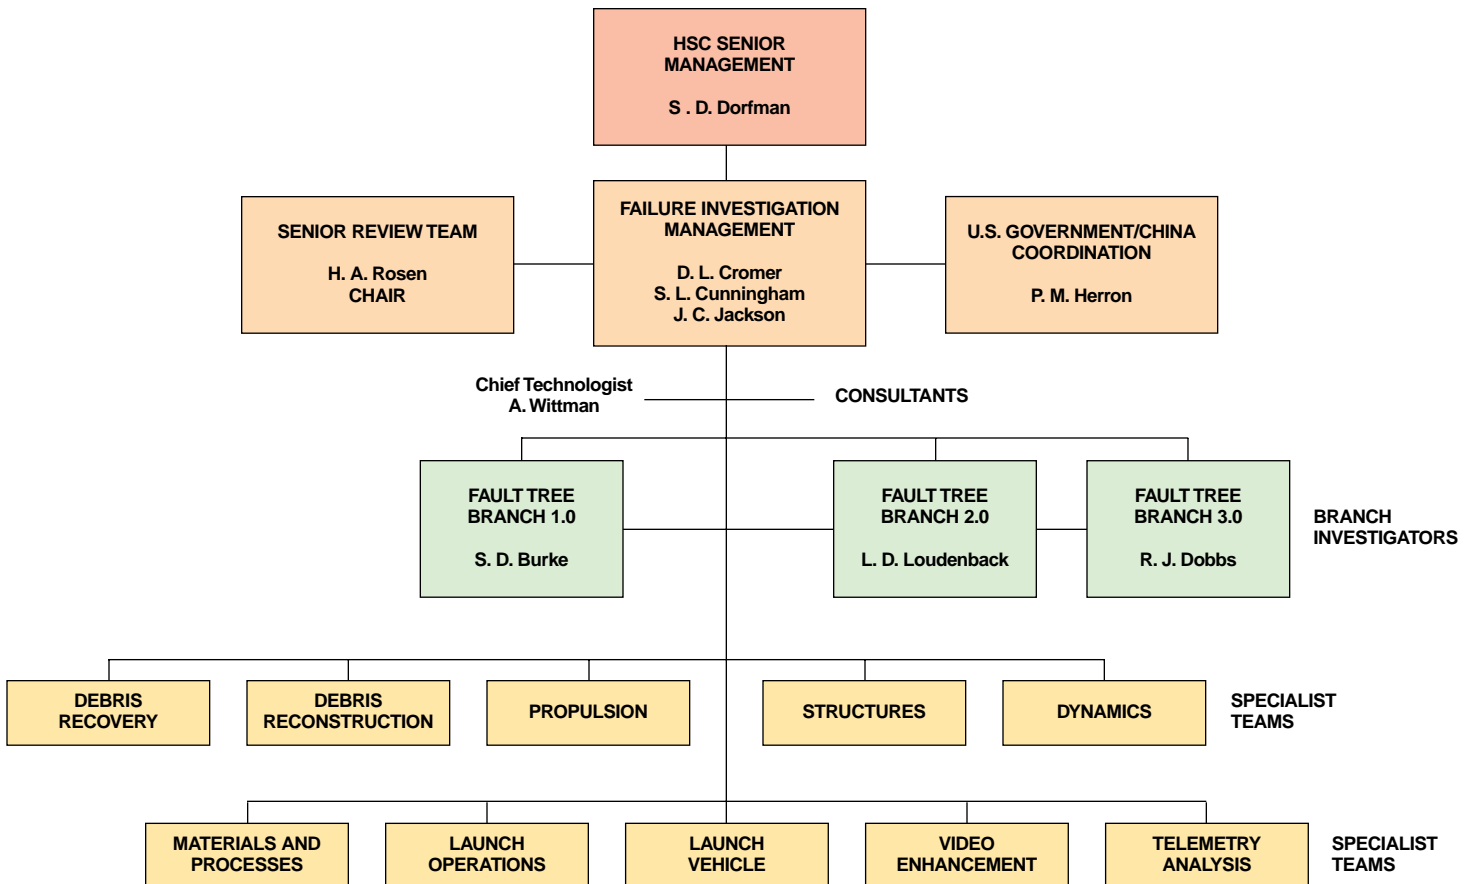 HSC SENIOR
MANAGEMENT
S . D. Dorfman
SENIOR REVIEW TEAM
H. A. Rosen
CHAIR
FAILURE INVESTIGATION
MANAGEMENT
D. L. Cromer
S. L. Cunningham
J. C. Jackson
U.S. GOVERNMENT/CHINA
COORDINATION
P. M. Herron
Chief Technologist
A. Wittman
CONSULTANTS
FAULT TREE
BRANCH 1.0
S. D. Burke
FAULT TREE
BRANCH 2.0
L. D. Loudenback
FAULT TREE
BRANCH 3.0
R. J. Dobbs
BRANCH
INVESTIGATORS
DEBRIS
RECOVERY
DEBRIS
RECONSTRUCTION
PROPULSION
STRUCTURES
DYNAMICS
SPECIALIST
TEAMS
MATERIALS AND
PROCESSES
LAUNCH
OPERATIONS
LAUNCH
VEHICLE
VIDEO
ENHANCEMENT
TELEMETRY
ANALYSIS
SPECIALIST
TEAMS